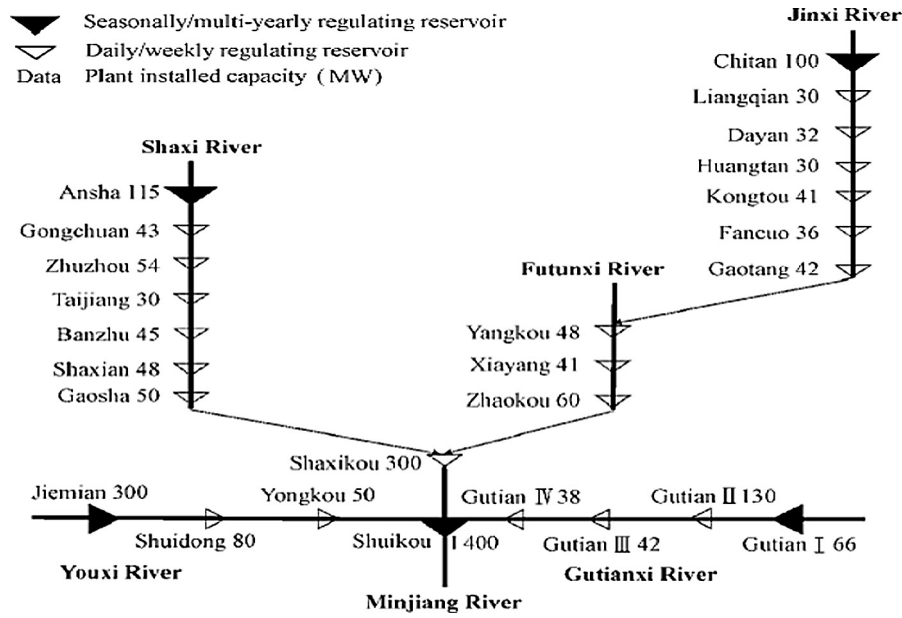 Seasonally/multi-yearly regulating reservoir
Daily/weekly regulating reservoir
Data Plant installed capacity (MW)
Jinxi River
Chitan 100
Liangqian 30
Dayan 32
Huangtan 30
Kongtou 41
Fancuo 36
Gaotang 42
Shaxi River
Ansha 115
Gongchuan 43
Zhuzhou 54
Taijiang 30
Banzhu 45
Shaxian 48
Gaosha 50
Futunxi River
Yangkou 48
Xiayang 41
Zhaokou 60
Shaxikou 300
Jiemian 300
Yongkou 50
Gutian Ⅳ 38
Gutian Ⅱ 130
Shuidong 80
Shuikou 1400
Gutian Ⅲ 42
Gutian Ⅰ 66
Youxi River
Gutianxi River
Minjiang River